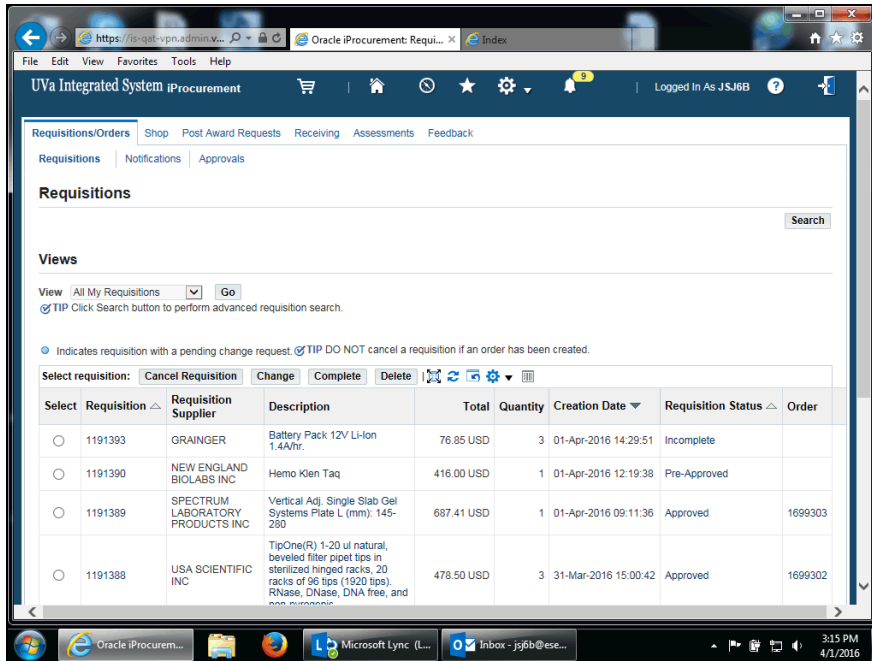 https://is-qat-vpn.admin.v...
Oracle iProcurement: Requi...
Index
File Edit View Favorites Tools Help
UVa Integrated System iProcurement
9
Logged In As JSJ6B
?
Requisitions/Orders Shop Post Award Requests Receiving Assessments Feedback
Requisitions Notifications Approvals
Requisitions
Search
Views
View All My Requisitions Go
TIP Click Search button to perform advanced requisition search.
Indicates requisition with a pending change request. TIP DO NOT cancel a requisition if an order has been created.
Select requisition: Cancel Requisition Change Complete Delete
Select Requisition Requisition Supplier Description Total Quantity Creation Date Requisition Status Order
1191393 GRAINGER Battery Pack 12V Li-Ion 1.4A/hr. 76.85 USD 3 01-Apr-2016 14:29:51 Incomplete
1191390 NEW ENGLAND BIOLABS INC Hemo Klen Taq 416.00 USD 1 01-Apr-2016 12:19:38 Pre-Approved
1191389 SPECTRUM LABORATORY PRODUCTS INC Vertical Adj. Single Slab Gel Systems Plate L (mm): 145-280 687.41 USD 1 01-Apr-2016 09:11:36 Approved 1699303
1191388 USA SCIENTIFIC INC TipOne(R) 1-20 ul natural, beveled filter pipet tips in sterilized hinged racks, 20 racks of 96 tips (1920 tips). RNase, DNase, DNA free, and 478.50 USD 3 31-Mar-2016 15:00:42 Approved 1699302
Oracle iProcurem...
Microsoft Lync (L...
Inbox - jsj6b@ese...
3:15 PM
4/1/2016